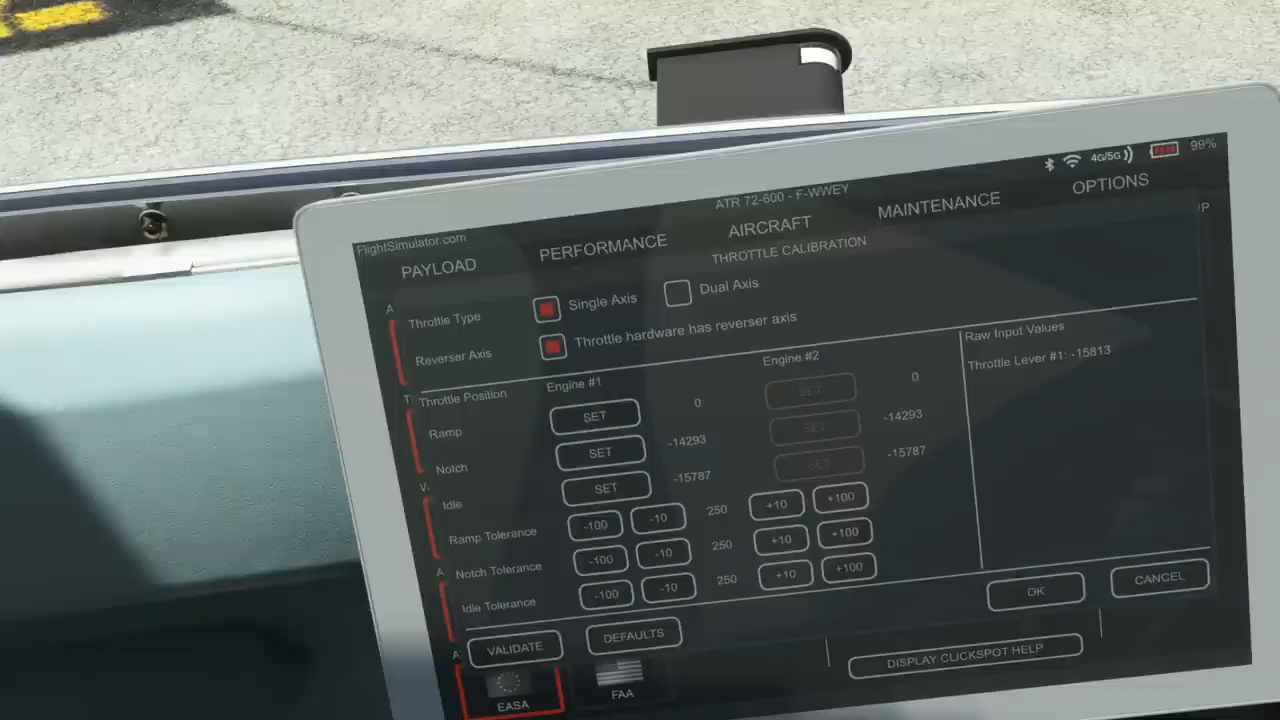 4G/5G 99%
FlightSimulator.com
ATR 72-600 - F-WWEY
PAYLOAD PERFORMANCE AIRCRAFT MAINTENANCE OPTIONS
THROTTLE CALIBRATION
Throttle Type Single Axis Dual Axis
Reverser Axis Throttle hardware has reverser axis
Throttle Position Engine #1 Engine #2 Raw Input Values
Throttle Lever #1: -15813
Ramp SET 0 SET 0
Notch SET -14293 SET -14293
Idle SET -15787 SET -15787
Ramp Tolerance -100 -10 250 +10 +100
Notch Tolerance -100 -10 250 +10 +100
Idle Tolerance -100 -10 250 +10 +100
VALIDATE DEFAULTS OK CANCEL
EASA FAA DISPLAY CLICKSPOT HELP